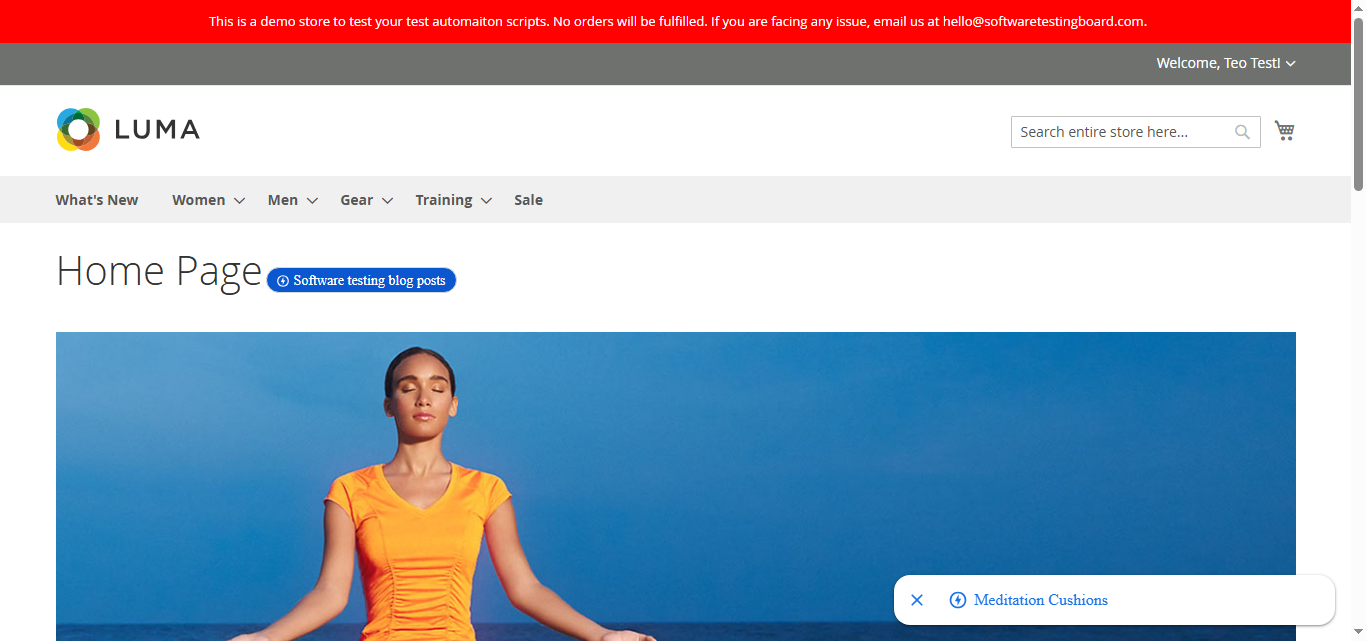 This is a demo store to test your test automaiton scripts. No orders will be fulfilled. If you are facing any issue, email us at hello@softwaretestingboard.com.
Welcome, Teo Test!
LUMA
Search entire store here...
What's New Women Men Gear Training Sale
Home Page Software testing blog posts
Meditation Cushions